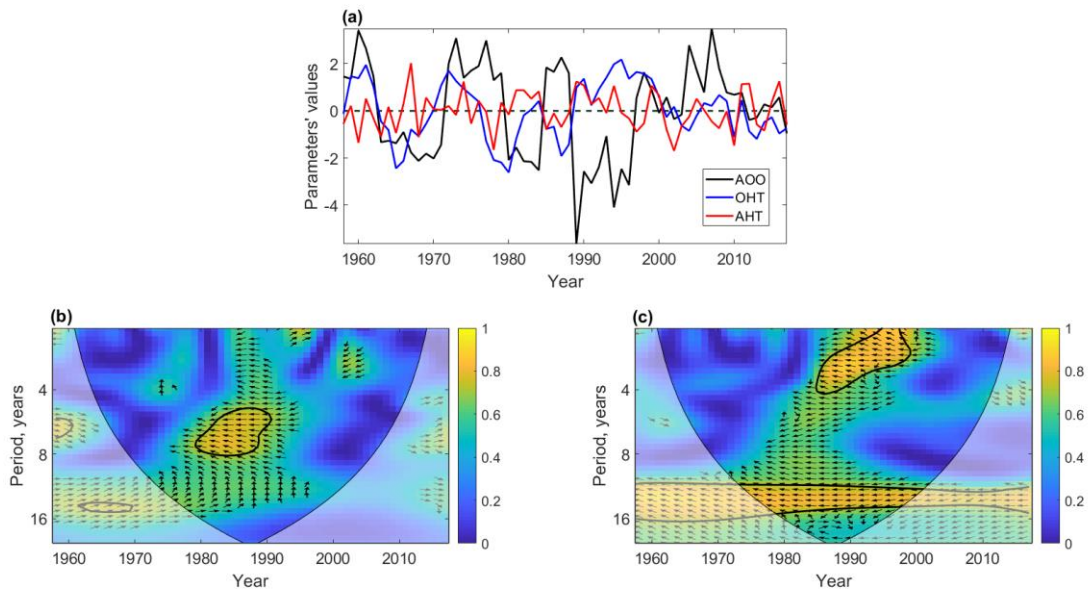 (a)
Parameters' values
2
0
-2
-4
AOO
OHT
AHT
1960 1970 1980 1990 2000 2010
Year
(b)
Period, years
4
8
16
1960 1970 1980 1990 2000 2010
Year
1
0.8
0.6
0.4
0.2
0
(c)
Period, years
4
8
16
1960 1970 1980 1990 2000 2010
Year
1
0.8
0.6
0.4
0.2
0